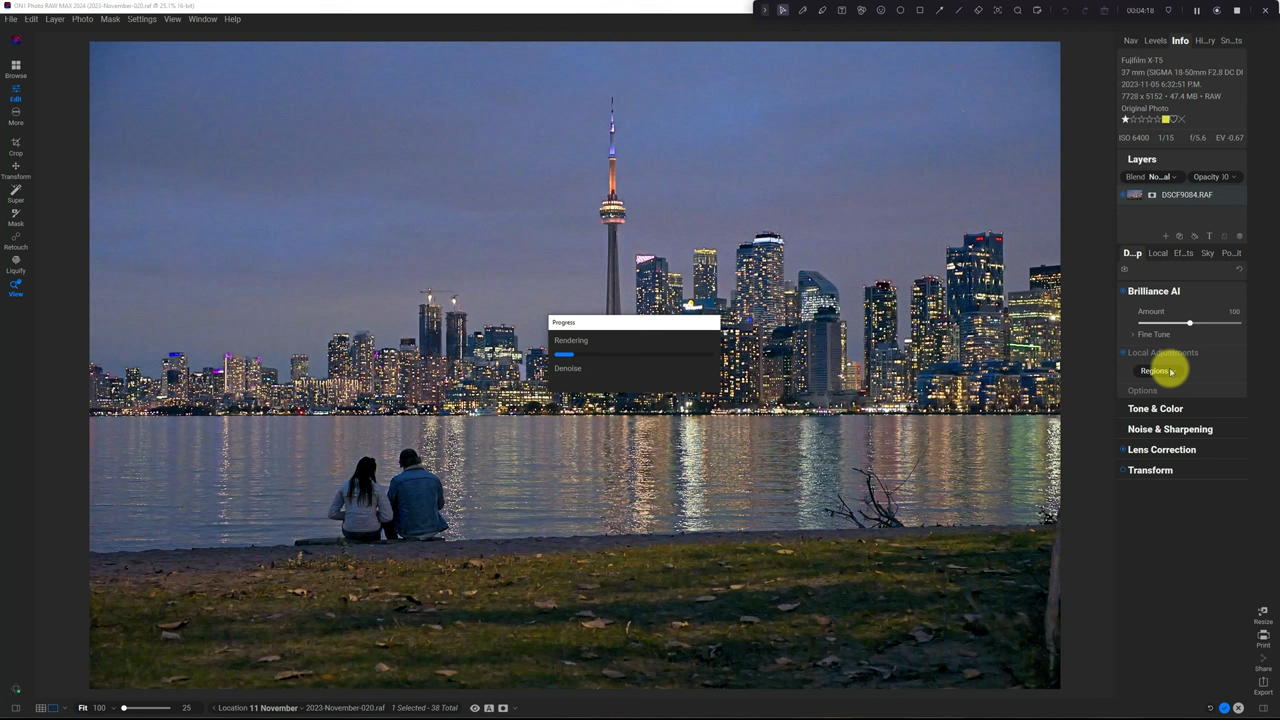 ON1 Photo RAW MAX 2024 (2023-November-020.raf @ 25.1% 16-bit)
File Edit Layer Photo Mask Settings View Window Help
00:04:18
Browse
Edit
More
Crop
Transform
Super
Mask
Retouch
Liquify
View
Nav Levels Info Hi...ry Sn...ts
Fujifilm X-T5
37 mm (SIGMA 18-50mm F2.8 DC DI
2023-11-05 6:32:51 P.M.
7728 x 5152 • 47.4 MB • RAW
Original Photo
ISO 6400 1/15 f/5.6 EV -0.67
Layers
Blend No...al Opacity )0
DSCF9084.RAF
D...p Local Ef...ts Sky Po...it
Brilliance AI
Amount 100
Fine Tune
Local Adjustments
Regions
Options
Tone & Color
Noise & Sharpening
Lens Correction
Transform
Progress
Rendering
Denoise
Resize
Print
Share
Export
Fit 100 25 Location 11 November 2023-November-020.raf 1 Selected - 38 Total